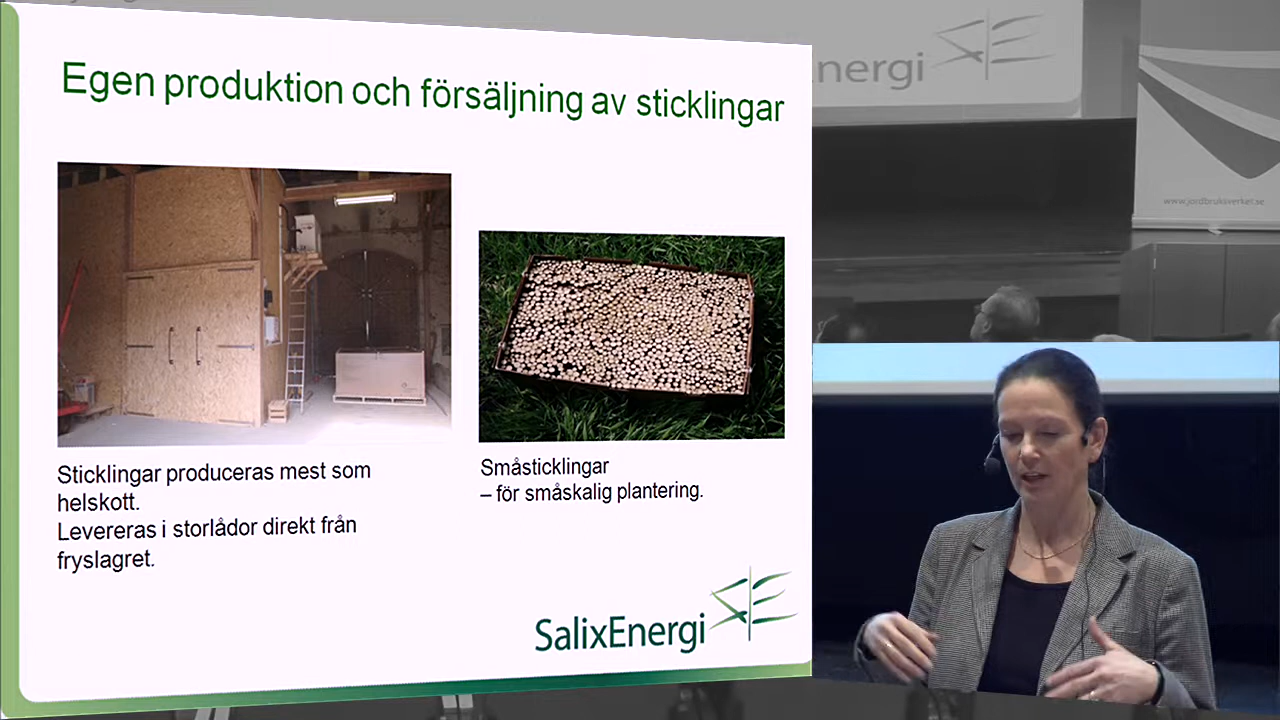 Egen produktion och försäljning av sticklingar
Sticklingar produceras mest som
helskott.
Levereras i storlådor direkt från
fryslagret.
Småsticklingar
– för småskalig plantering.
SalixEnergi
nergi
www.jordbruksverket.se